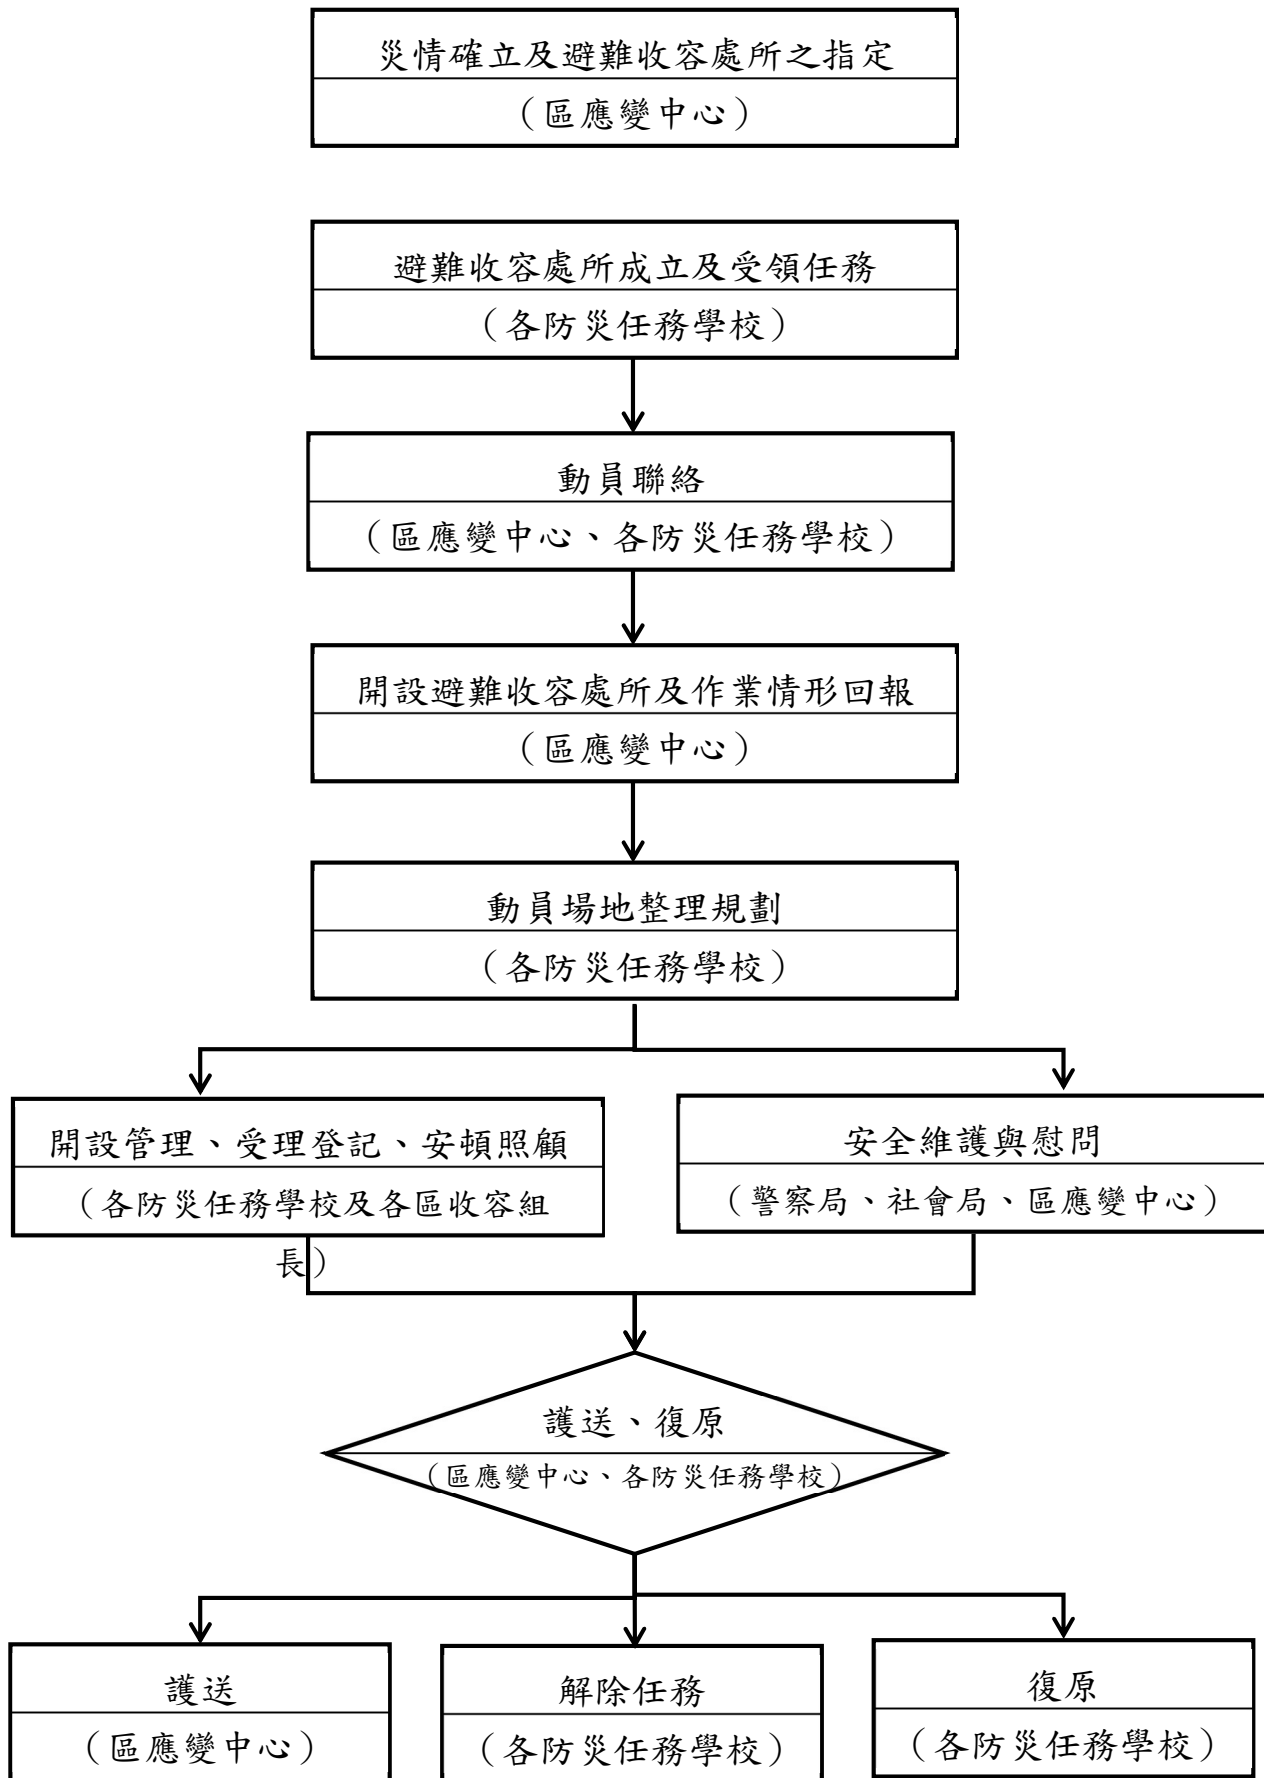 災情確立及避難收容處所之指定
（區應變中心）
避難收容處所成立及受領任務
（各防災任務學校）
動員聯絡
（區應變中心、各防災任務學校）
開設避難收容處所及作業情形回報
（區應變中心）
動員場地整理規劃
（各防災任務學校）
開設管理、受理登記、安頓照顧
（各防災任務學校及各區收容組
長）
安全維護與慰問
（警察局、社會局、區應變中心）
護送、復原
（區應變中心、各防災任務學校）
護送
（區應變中心）
解除任務
（各防災任務學校）
復原
（各防災任務學校）